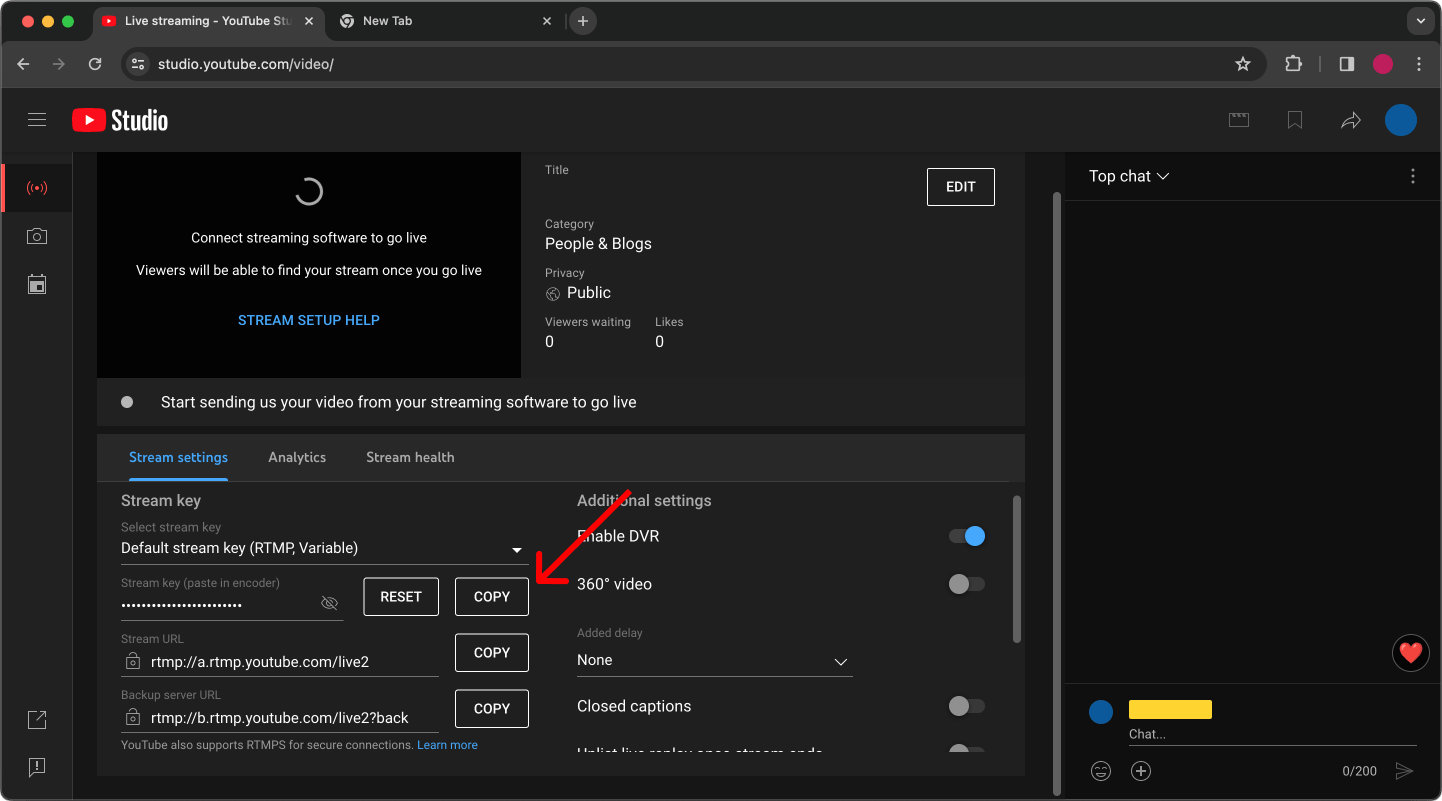 Live streaming - YouTube Stu
New Tab
studio.youtube.com/video/
Studio
Connect streaming software to go live
Viewers will be able to find your stream once you go live
STREAM SETUP HELP
Title
EDIT
Category
People & Blogs
Privacy
Public
Viewers waiting
Likes
0
0
Start sending us your video from your streaming software to go live
Stream settings
Analytics
Stream health
Stream key
Select stream key
Default stream key (RTMP, Variable)
Stream key (paste in encoder)
••••••••••••••••••••••••
RESET
COPY
Stream URL
rtmp://a.rtmp.youtube.com/live2
COPY
Backup server URL
rtmp://b.rtmp.youtube.com/live2?back
COPY
YouTube also supports RTMPS for secure connections. Learn more
Additional settings
Enable DVR
360° video
Added delay
None
Closed captions
Unlist live replay once stream ends
Top chat
Chat...
0/200